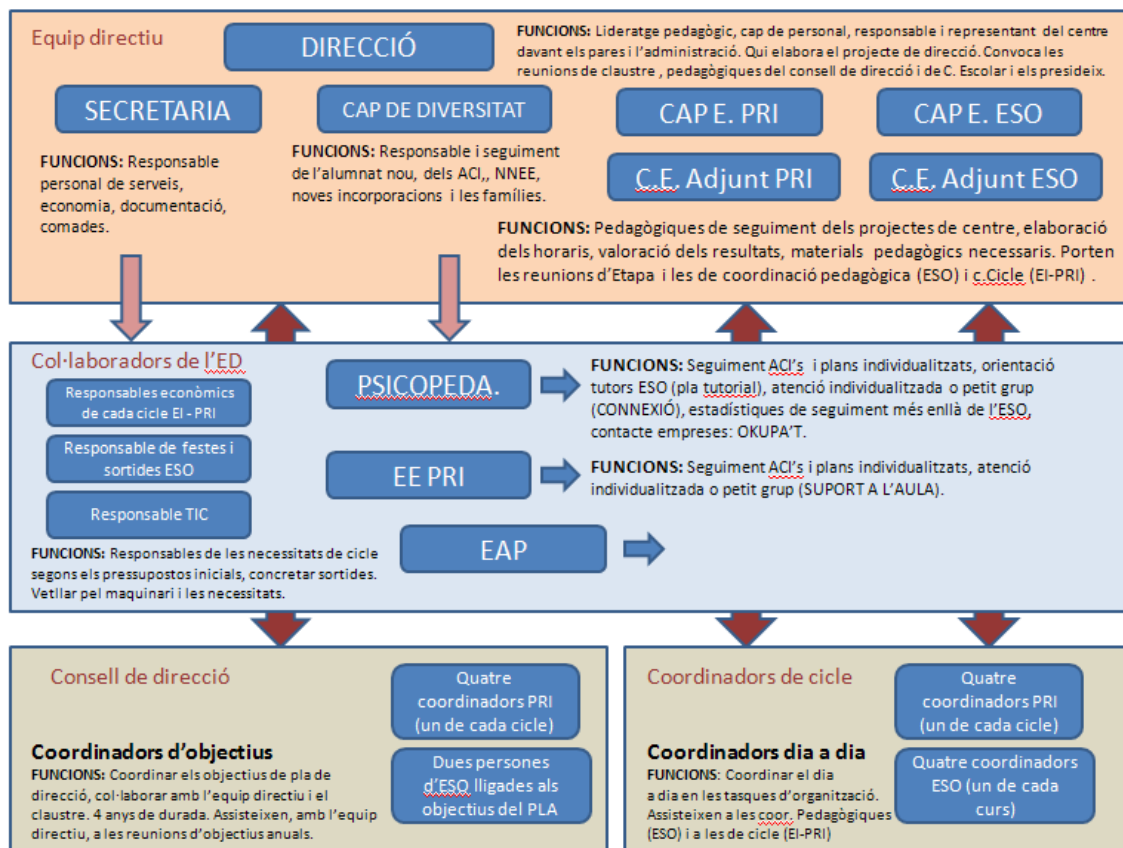 Equip directiu
DIRECCIÓ
FUNCIONS: Lideratge pedagògic, cap de personal, responsable i representant del centre
davant els pares i l'administració. Qui elabora el projecte de direcció. Convoca les
reunions de claustre , pedagògiques del consell de direcció i de C. Escolar i els presideix.
SECRETARIA
CAP DE DIVERSITAT
CAP E. PRI
CAP E. ESO
FUNCIONS: Responsable
personal de serveis,
economia, documentació,
comades.
FUNCIONS: Responsable i seguiment
de l'alumnat nou, dels ACI,, NNEE,
noves incorporacions i les famílies.
C.E. Adjunt PRI
C.E. Adjunt ESO
FUNCIONS: Pedagògiques de seguiment dels projectes de centre, elaboració
dels horaris, valoració dels resultats, materials pedagògics necessaris. Porten
les reunions d'Etapa i les de coordinació pedagògica (ESO) i c.Cicle (EI-PRI) .
Col·laboradors de l'ED
Responsables econòmics
de cada cicle EI - PRI
Responsable de festes i
sortides ESO
Responsable TIC
FUNCIONS: Responsables de les necessitats de cicle
segons els pressupostos inicials, concretar sortides.
Vetllar pel maquinari i les necessitats.
PSICOPEDA.
FUNCIONS: Seguiment ACI's i plans individualitzats, orientació
tutors ESO (pla tutorial), atenció individualitzada o petit grup
(CONNEXIÓ), estadístiques de seguiment més enllà de l'ESO,
contacte empreses: OKUPA'T.
EE PRI
FUNCIONS: Seguiment ACI's i plans individualitzats, atenció
individualitzada o petit grup (SUPORT A L'AULA).
EAP
Consell de direcció
Quatre
coordinadors PRI
(un de cada cicle)
Coordinadors d'objectius
FUNCIONS: Coordinar els objectius de pla de
direcció, col·laborar amb l'equip directiu i el
claustre. 4 anys de durada. Assisteixen, amb l'equip
directiu, a les reunions d'objectius anuals.
Dues persones
d'ESO lligades als
objectius del PLA
Coordinadors de cicle
Quatre
coordinadors PRI
(un de cada cicle)
Coordinadors dia a dia
FUNCIONS: Coordinar el dia
a dia en les tasques d'organització.
Assisteixen a les coor. Pedagògiques
(ESO) i a les de cicle (EI-PRI)
Quatre coordinadors
ESO (un de cada
curs)